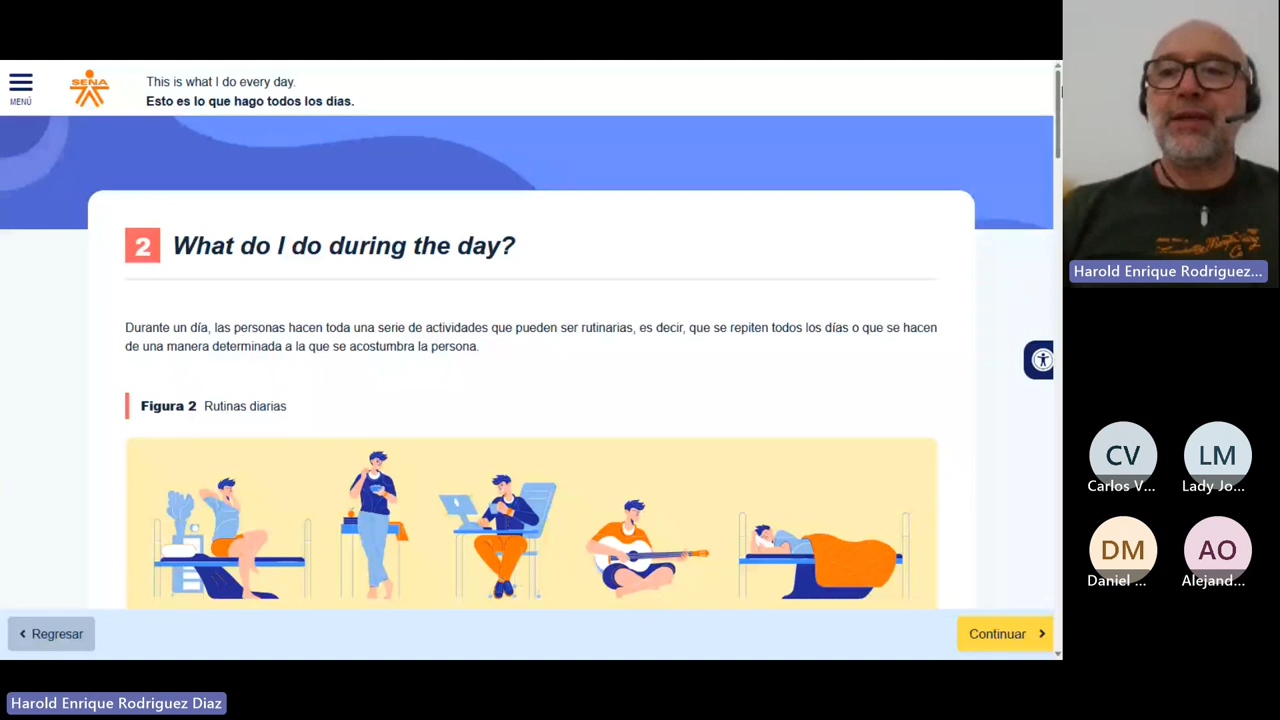 MENÚ
SENA
This is what I do every day.
Esto es lo que hago todos los dias.
2 What do I do during the day?
Durante un día, las personas hacen toda una serie de actividades que pueden ser rutinarias, es decir, que se repiten todos los días o que se hacen
de una manera determinada a la que se acostumbra la persona.
Figura 2 Rutinas diarias
Regresar
Continuar
Harold Enrique Rodriguez...
CV
LM
Carlos V...
Lady Jo...
DM
AO
Daniel ...
Alejand...
Harold Enrique Rodriguez Diaz